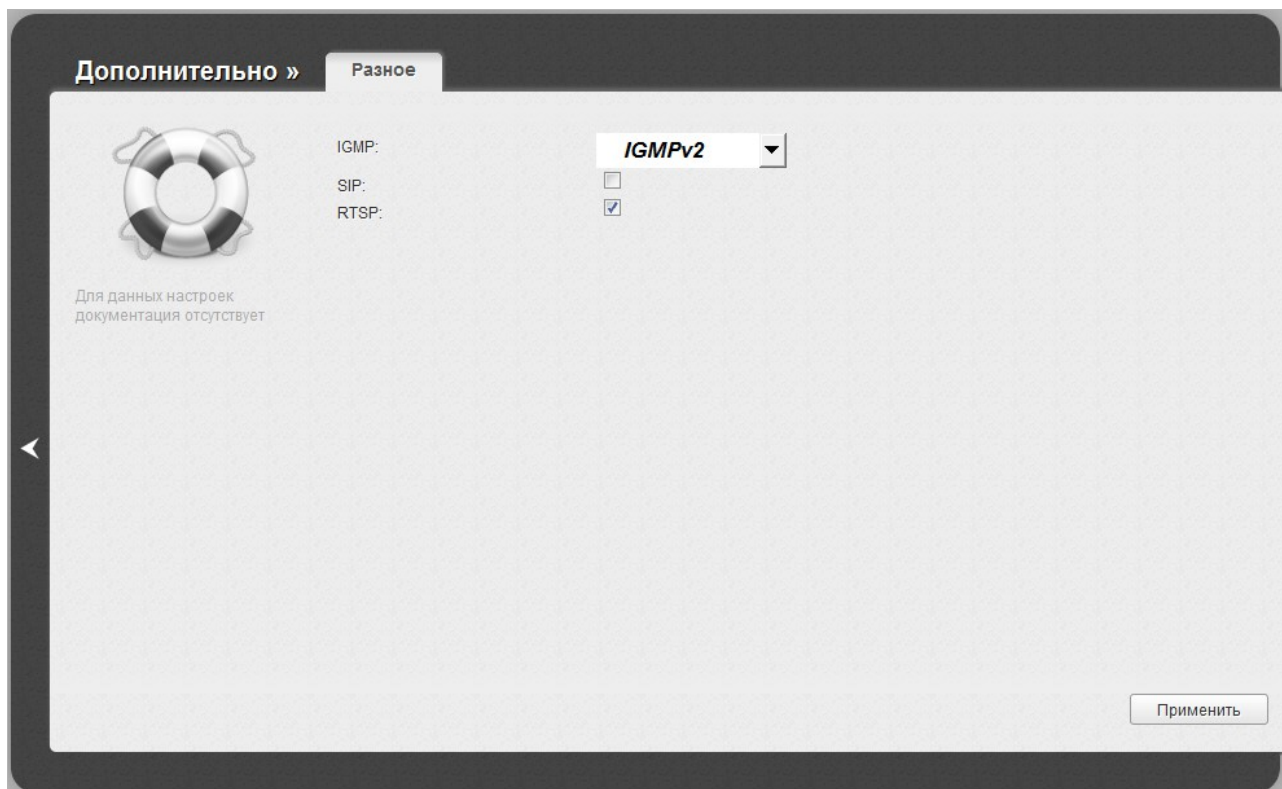 Дополнительно »
Разное
IGMP:
IGMPv2
SIP:
RTSP:
Для данных настроек
документация отсутствует
Применить